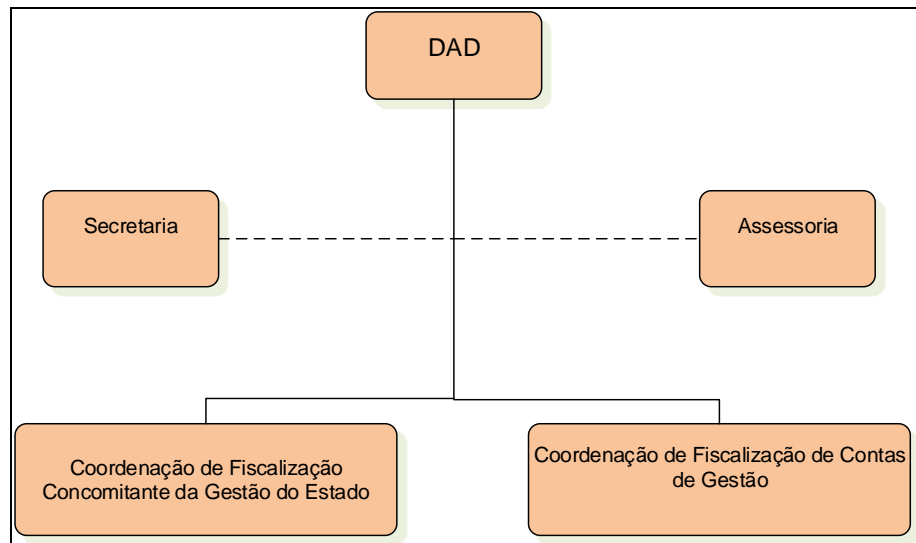 DAD
Secretaria
Assessoria
Coordenação de Fiscalização
Concomitante da Gestão do Estado
Coordenação de Fiscalização de Contas
de Gestão